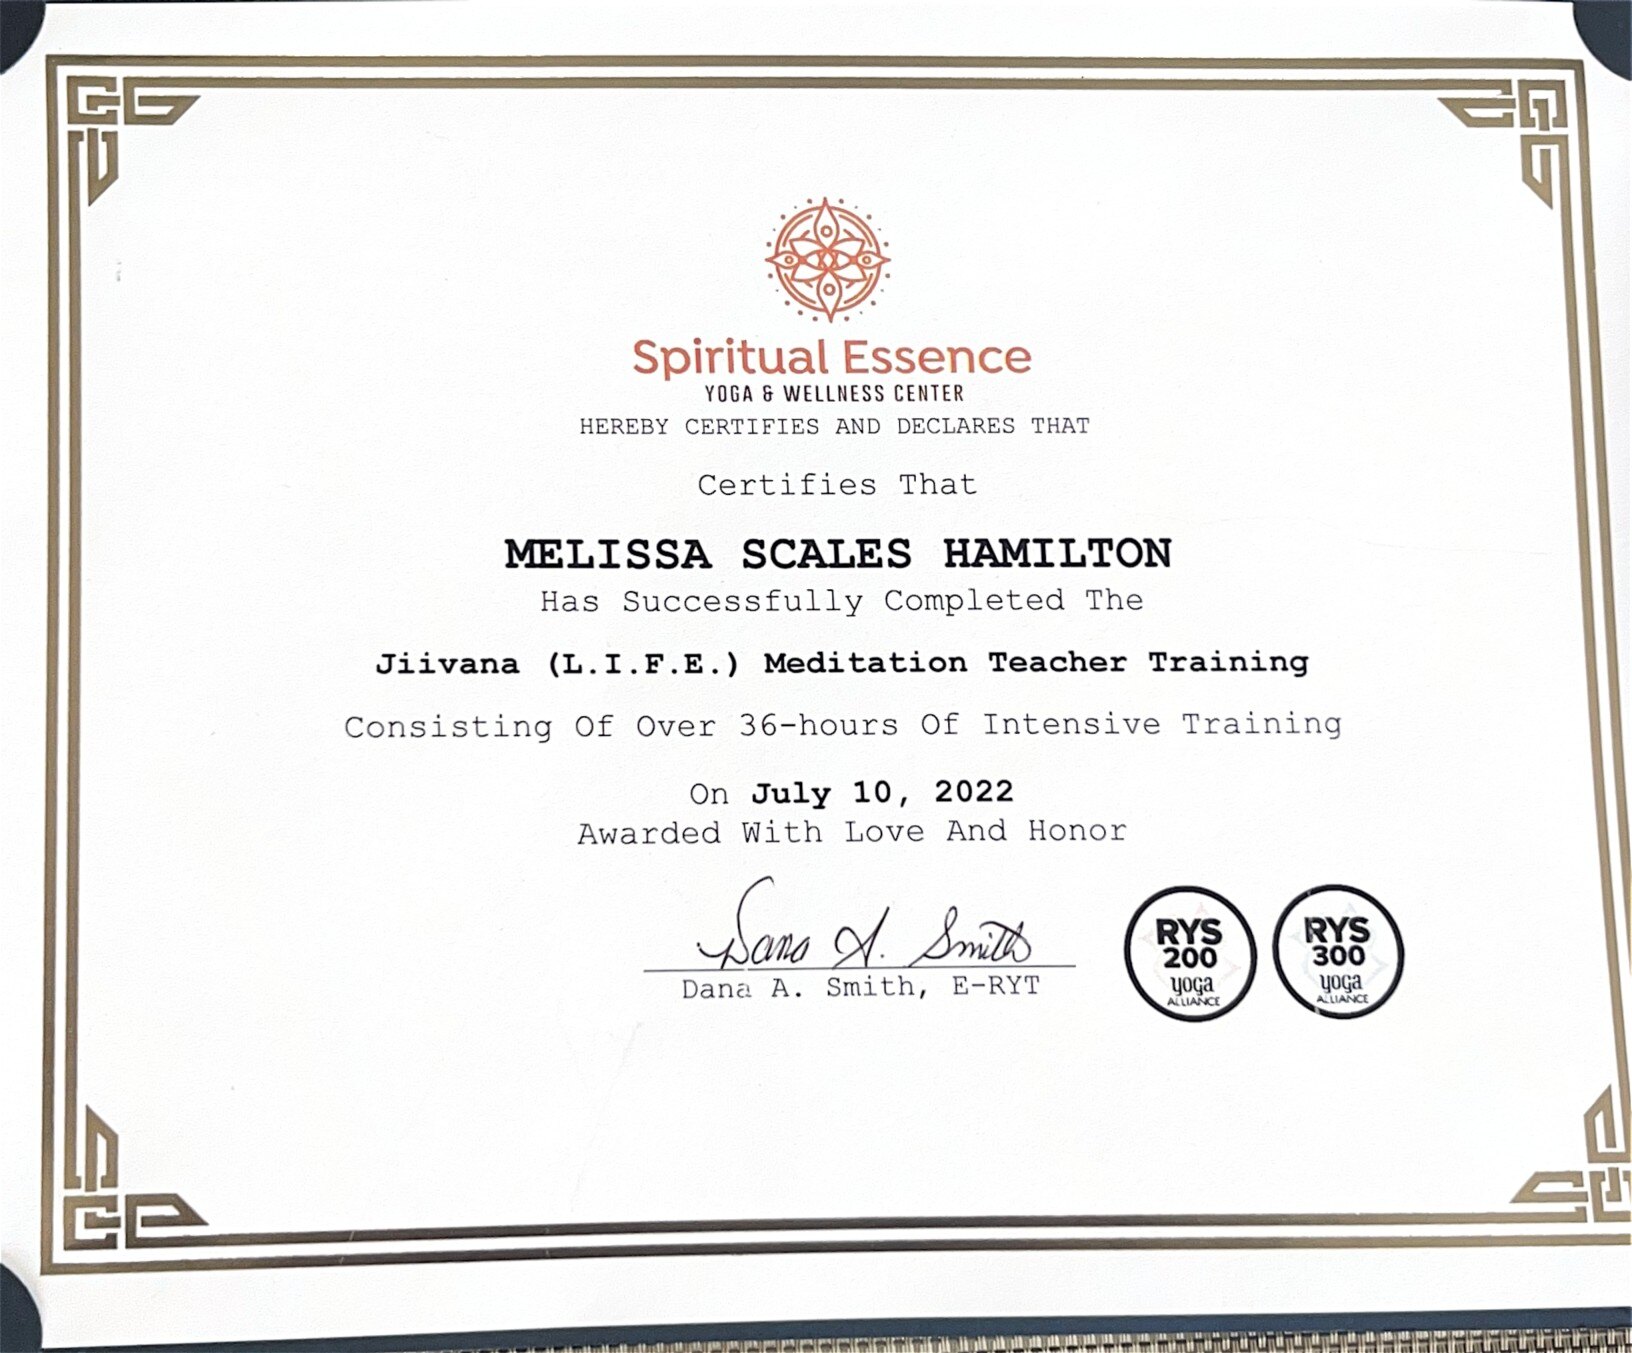 Spiritual Essence
YOGA & WELLNESS CENTER
HEREBY CERTIFIES AND DECLARES THAT
Certifies That
MELISSA SCALES HAMILTON
Has Successfully Completed The
Jiivana (L.I.F.E.) Meditation Teacher Training
Consisting Of Over 36-hours Of Intensive Training
On July 10, 2022
Awarded With Love And Honor
Dana A. Smith
Dana A. Smith, E-RYT
RYS
200
yoga
ALLIANCE
RYS
300
yoga
ALLIANCE